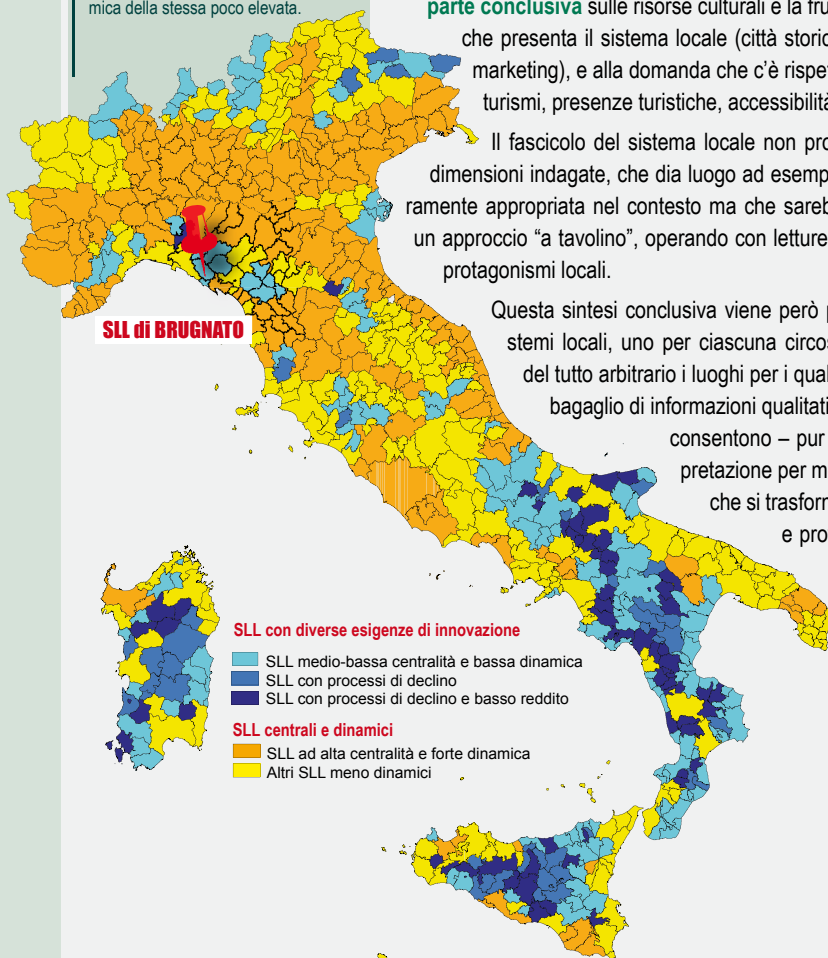 mica della stessa poco elevata.
parte conclusiva sulle risorse culturali e la fru
che presenta il sistema locale (città storic
marketing), e alla domanda che c'è rispet
turismi, presenze turistiche, accessibilità
Il fascicolo del sistema locale non pro
dimensioni indagate, che dia luogo ad esemp
ramente appropriata nel contesto ma che sareb
un approccio “a tavolino”, operando con letture
protagonismi locali.
Questa sintesi conclusiva viene però p
stemi locali, uno per ciascuna circos
del tutto arbitrario i luoghi per i qual
bagaglio di informazioni qualitati
consentono – pur
pretazione per m
che si trasforn
e pro
SLL di BRUGNATO
SLL con diverse esigenze di innovazione
SLL medio-bassa centralità e bassa dinamica
SLL con processi di declino
SLL con processi di declino e basso reddito
SLL centrali e dinamici
SLL ad alta centralità e forte dinamica
Altri SLL meno dinamici